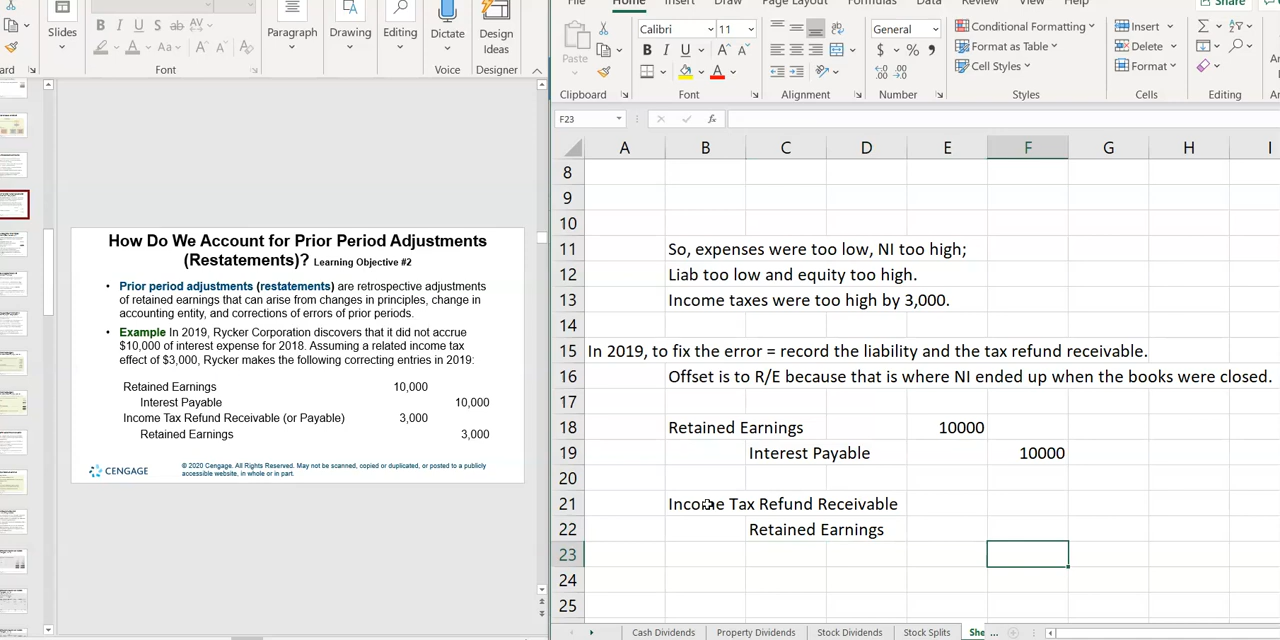 File
Home
Insert
Draw
Page Layout
Formulas
Data
Review
View
Help
Share
Slides
B I U S ab AV
Aa A A
Font
Paragraph
Drawing
Editing
Dictate
Voice
Design
Ideas
Designer
Paste
Clipboard
Calibri 11
B I U A A
Font
ab
Alignment
General
$ % ,
Number
Conditional Formatting
Format as Table
Cell Styles
Styles
Insert
Delete
Format
Cells
Editing
F23
fx
A B C D E F G H I
8
9
10
11 So, expenses were too low, NI too high;
12 Liab too low and equity too high.
13 Income taxes were too high by 3,000.
14
15 In 2019, to fix the error = record the liability and the tax refund receivable.
16 Offset is to R/E because that is where NI ended up when the books were closed.
17
18 Retained Earnings 10000
19 Interest Payable 10000
20
21 Income Tax Refund Receivable
22 Retained Earnings
23
24
25
Cash Dividends
Property Dividends
Stock Dividends
Stock Splits
She ...
How Do We Account for Prior Period Adjustments
(Restatements)? Learning Objective #2
• Prior period adjustments (restatements) are retrospective adjustments
of retained earnings that can arise from changes in principles, change in
accounting entity, and corrections of errors of prior periods.
• Example In 2019, Rycker Corporation discovers that it did not accrue
$10,000 of interest expense for 2018. Assuming a related income tax
effect of $3,000, Rycker makes the following correcting entries in 2019:
Retained Earnings 10,000
Interest Payable 10,000
Income Tax Refund Receivable (or Payable) 3,000
Retained Earnings 3,000
CENGAGE
© 2020 Cengage. All Rights Reserved. May not be scanned, copied or duplicated, or posted to a publicly
accessible website, in whole or in part.